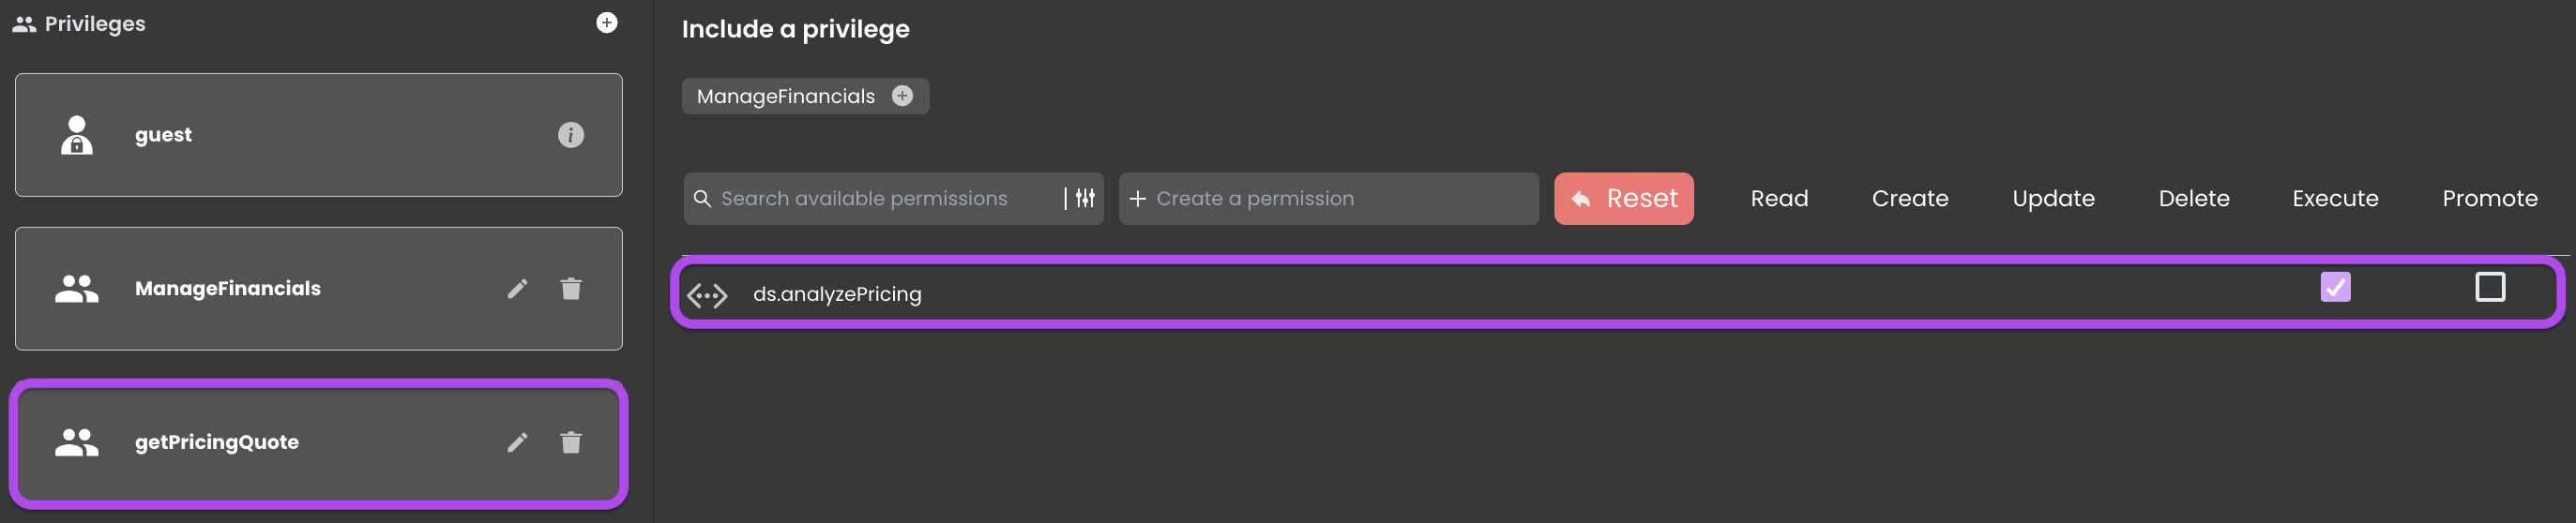 Privileges
guest
ManageFinancials
getPricingQuote
Include a privilege
ManageFinancials
Search available permissions
Create a permission
Reset
Read Create Update Delete Execute Promote
ds.analyzePricing